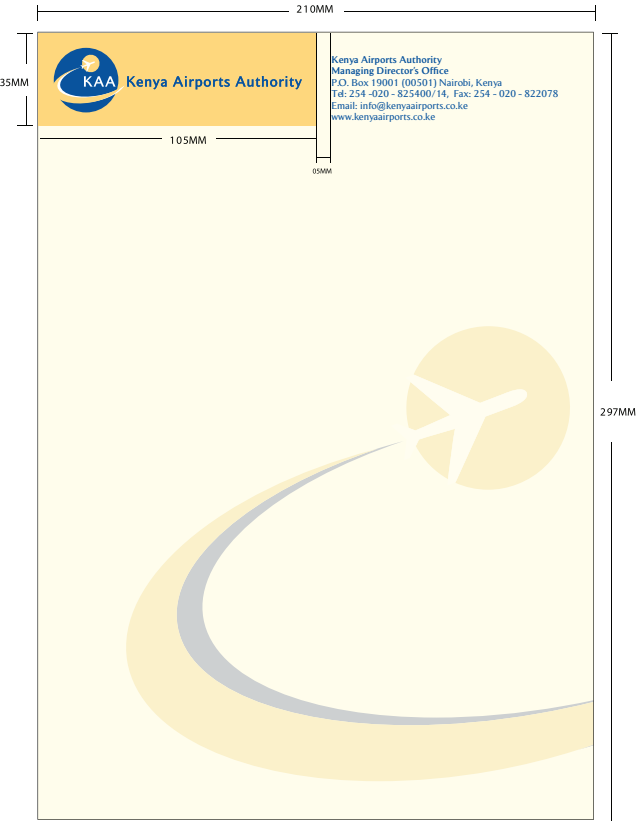 210MM
35MM
KAA Kenya Airports Authority
Kenya Airports Authority
Managing Director's Office
P.O. Box 19001 (00501) Nairobi, Kenya
Tel: 254 -020 - 825400/14, Fax: 254 - 020 - 822078
Email: info@kenyaairports.co.ke
www.kenyaairports.co.ke
105MM
05MM
297MM